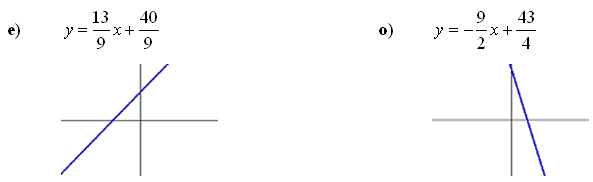 e) y = 13/9 x + 40/9
o) y = -9/2 x + 43/4